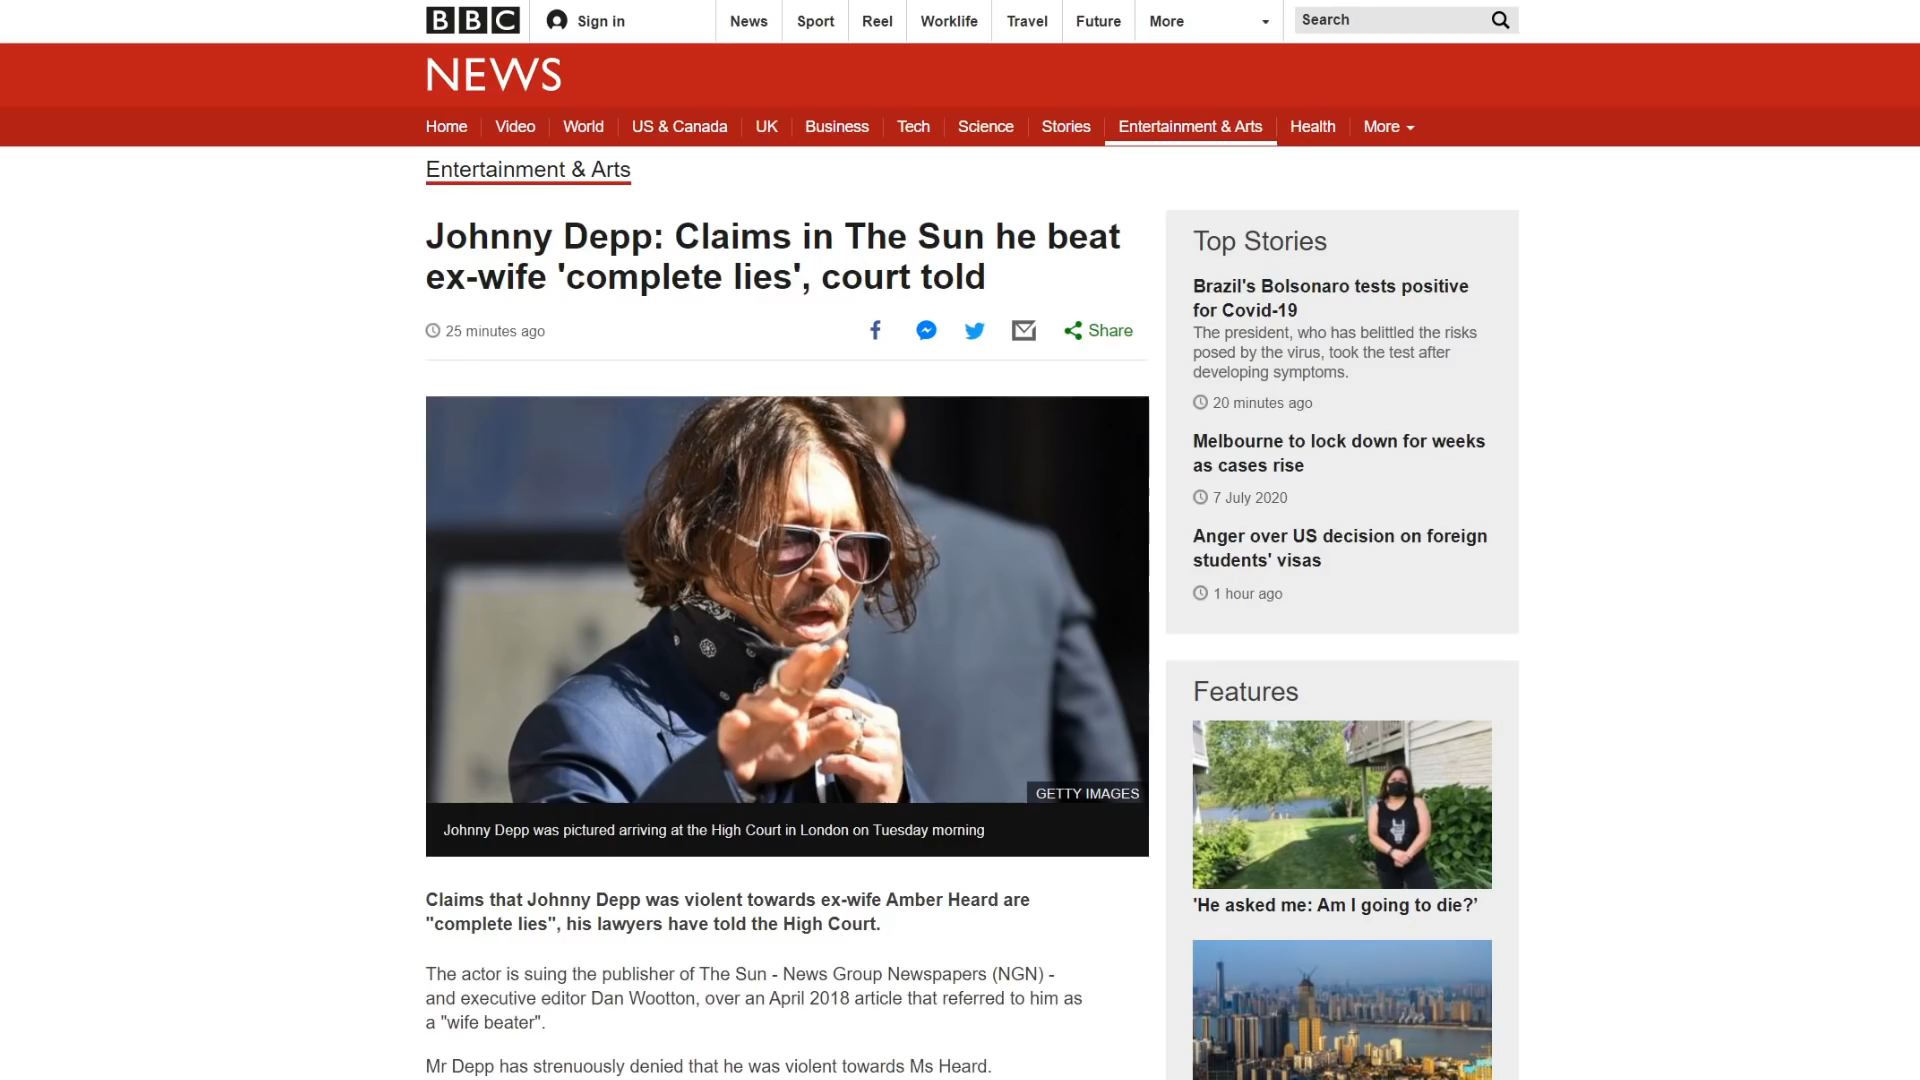 BBC Sign in News Sport Reel Worklife Travel Future More Search
NEWS
Home Video World US & Canada UK Business Tech Science Stories Entertainment & Arts Health More
Entertainment & Arts
Johnny Depp: Claims in The Sun he beat
ex-wife 'complete lies', court told
25 minutes ago
Share
GETTY IMAGES
Johnny Depp was pictured arriving at the High Court in London on Tuesday morning
Claims that Johnny Depp was violent towards ex-wife Amber Heard are
"complete lies", his lawyers have told the High Court.
The actor is suing the publisher of The Sun - News Group Newspapers (NGN) -
and executive editor Dan Wootton, over an April 2018 article that referred to him as
a "wife beater".
Mr Depp has strenuously denied that he was violent towards Ms Heard.
Top Stories
Brazil's Bolsonaro tests positive
for Covid-19
The president, who has belittled the risks
posed by the virus, took the test after
developing symptoms.
20 minutes ago
Melbourne to lock down for weeks
as cases rise
7 July 2020
Anger over US decision on foreign
students' visas
1 hour ago
Features
'He asked me: Am I going to die?'